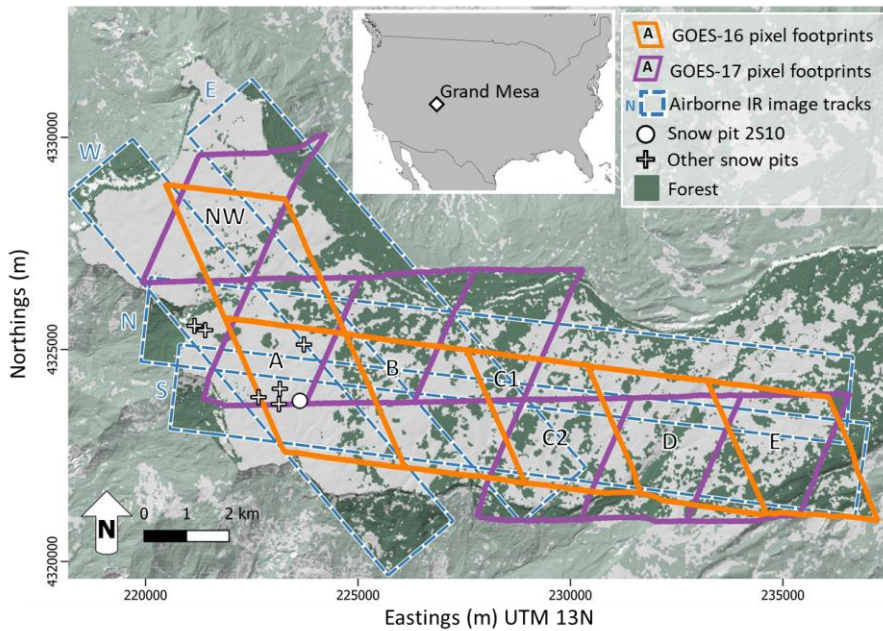 Grand Mesa
A GOES-16 pixel footprints
A GOES-17 pixel footprints
N Airborne IR image tracks
Snow pit 2S10
Other snow pits
Forest
E
W
NW
N
A
B
C1
S
C2
D
E
N
0 1 2 km
4330000
4325000
4320000
Northings (m)
220000 225000 230000 235000
Eastings (m) UTM 13N